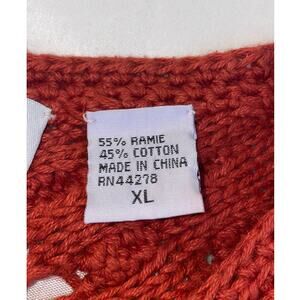 55% RAMIE
45% COTTON
MADE IN CHINA
RN44278
XL